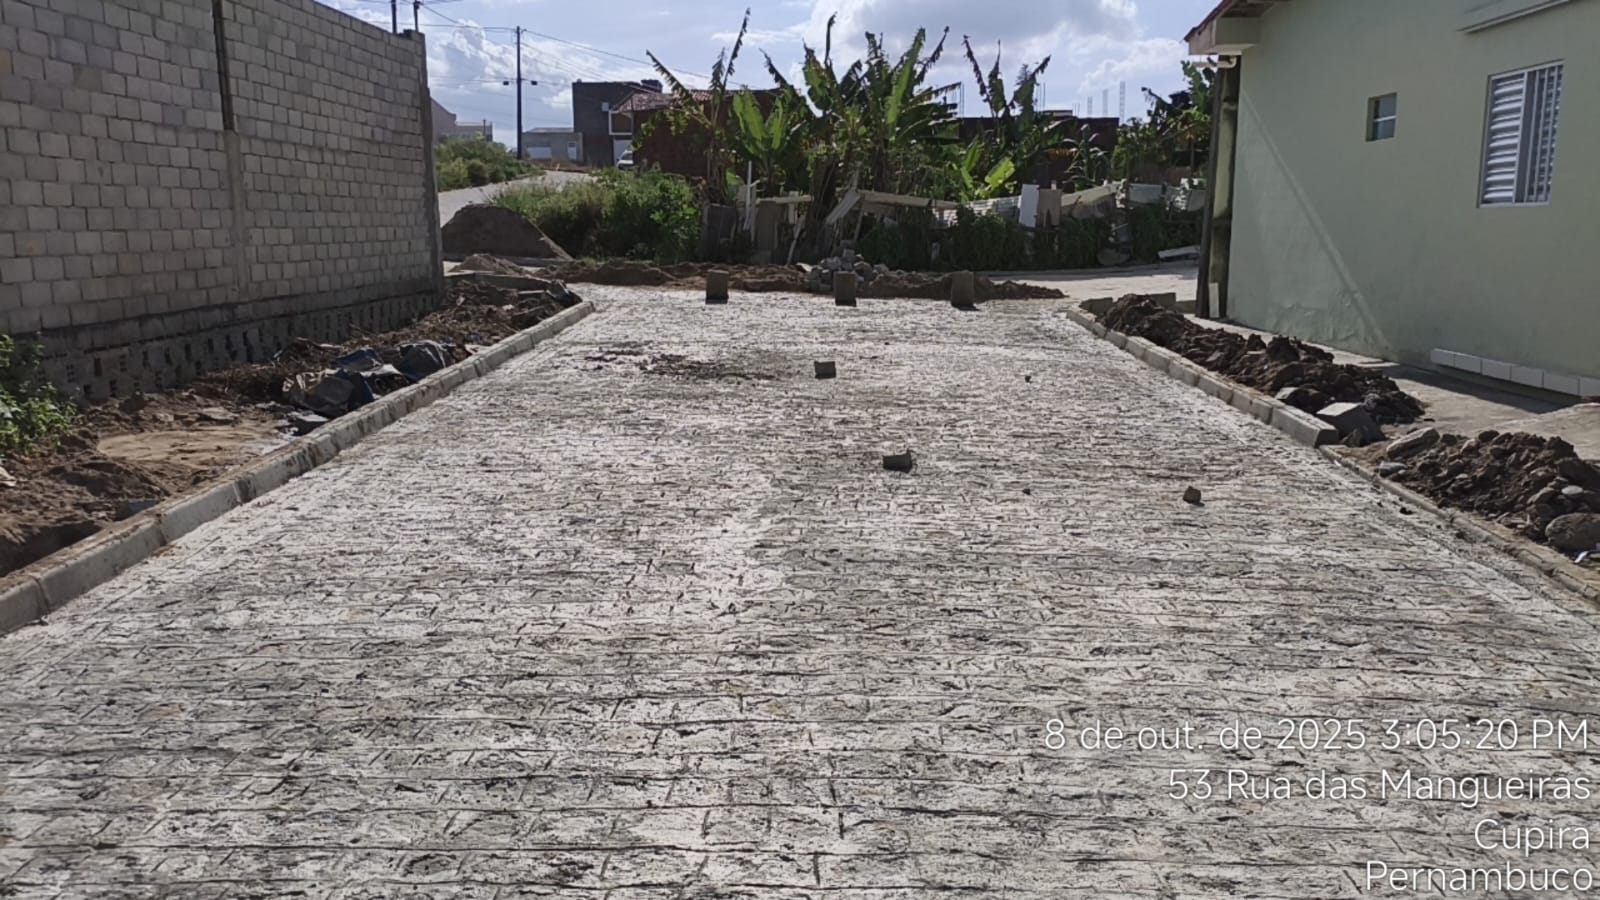 8 de out. de 2025 3:05:20 PM
53 Rua das Mangueiras
Cupira
Pernambuco